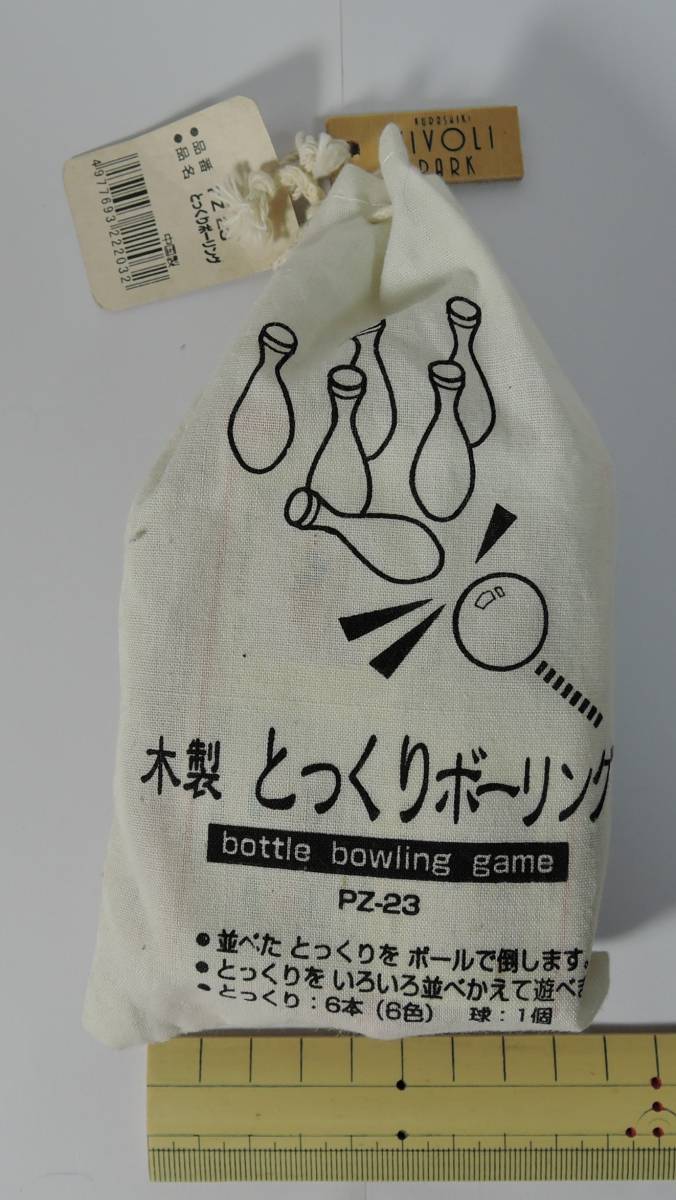 KURASHIKI
TIVOLI
PARK
●品番 PZ-23
●品名 とっくりボーリング
中国製
4977693222032
木製 とっくりボーリング
bottle bowling game
PZ-23
●並べた とっくりを ボールで倒します。
●とっくりを いろいろ並べかえて遊べま
●とっくり：6本（6色） 球：1個